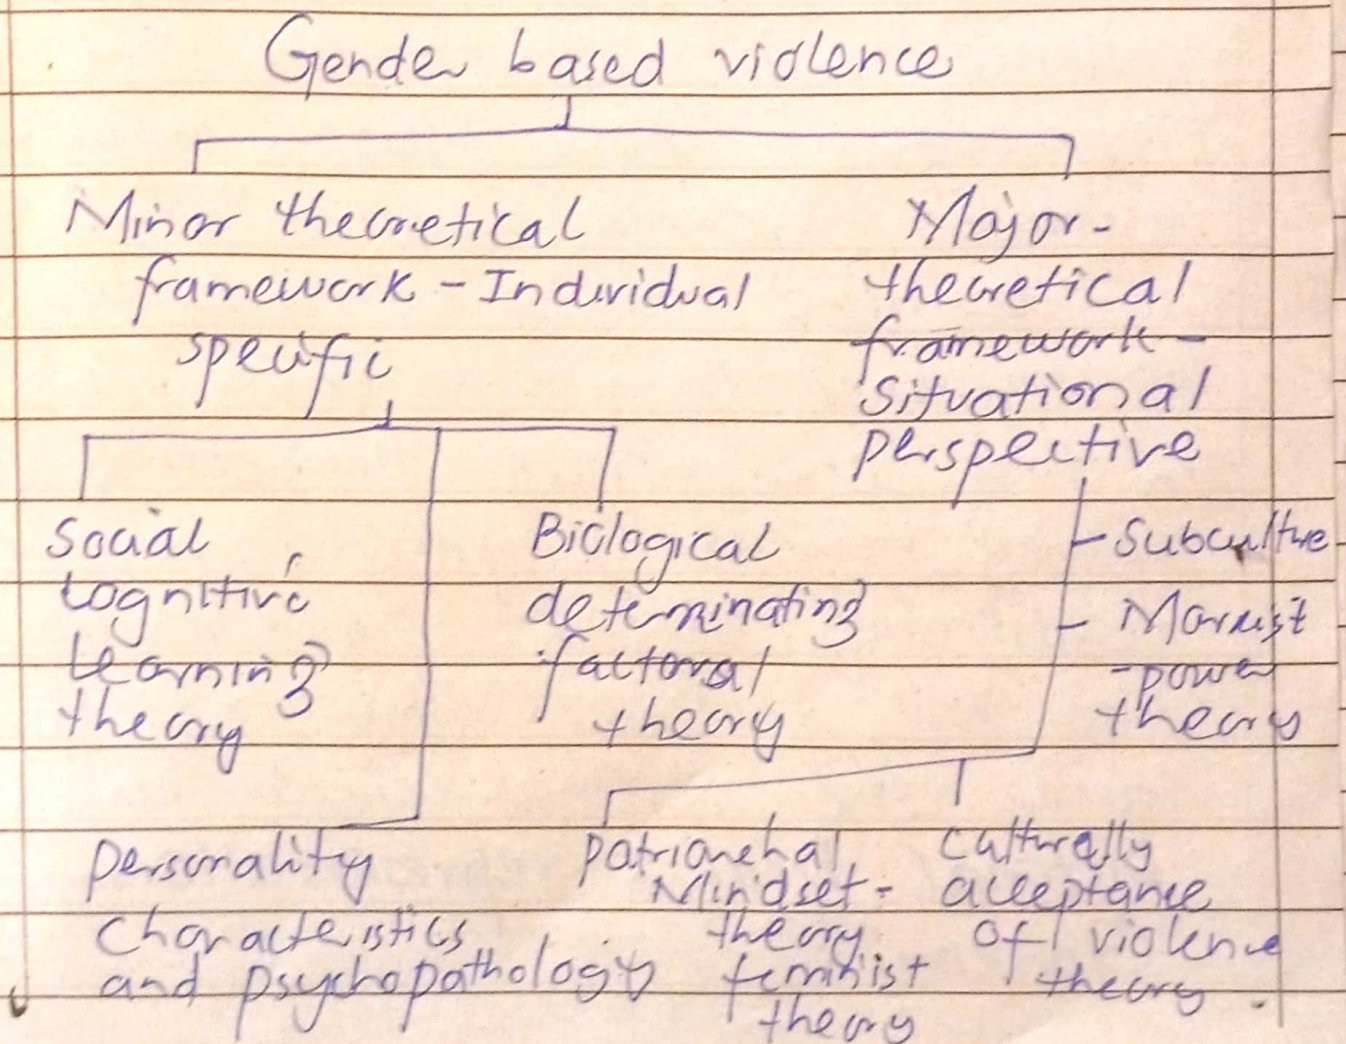 Gender based violence
Minor theoretical
framework - Individual
specific
Major -
theoretical
framework -
situational
perspective
Social
cognitive
learning
theory
Biological
determinating
factoral
theory
- Subculture
- Marxist
- power
theory
personality
characteristics
and psychopathology
patriarchal
Mindset -
theory
feminist
theory
culturally
acceptance
of violence
theory